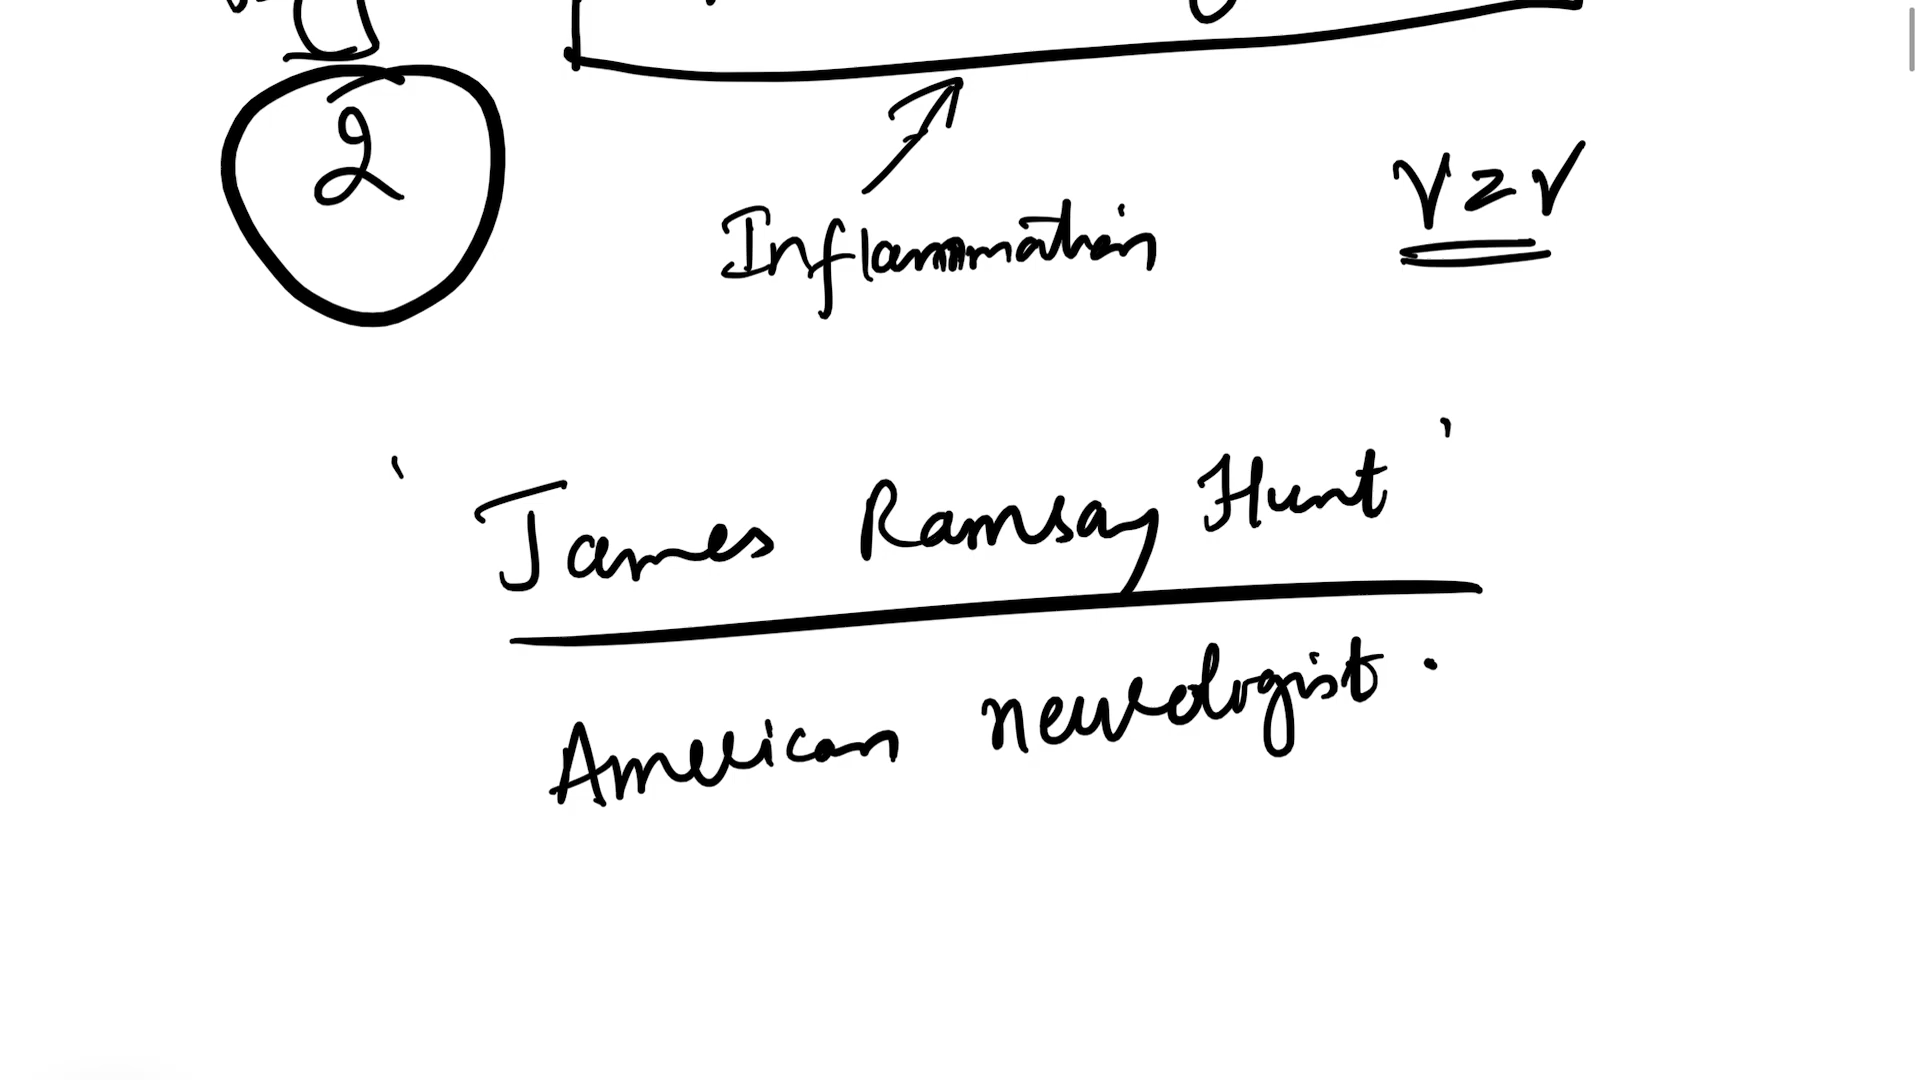 2
Inflammation
VZV
' James Ramsay Hunt '
American neurologist.